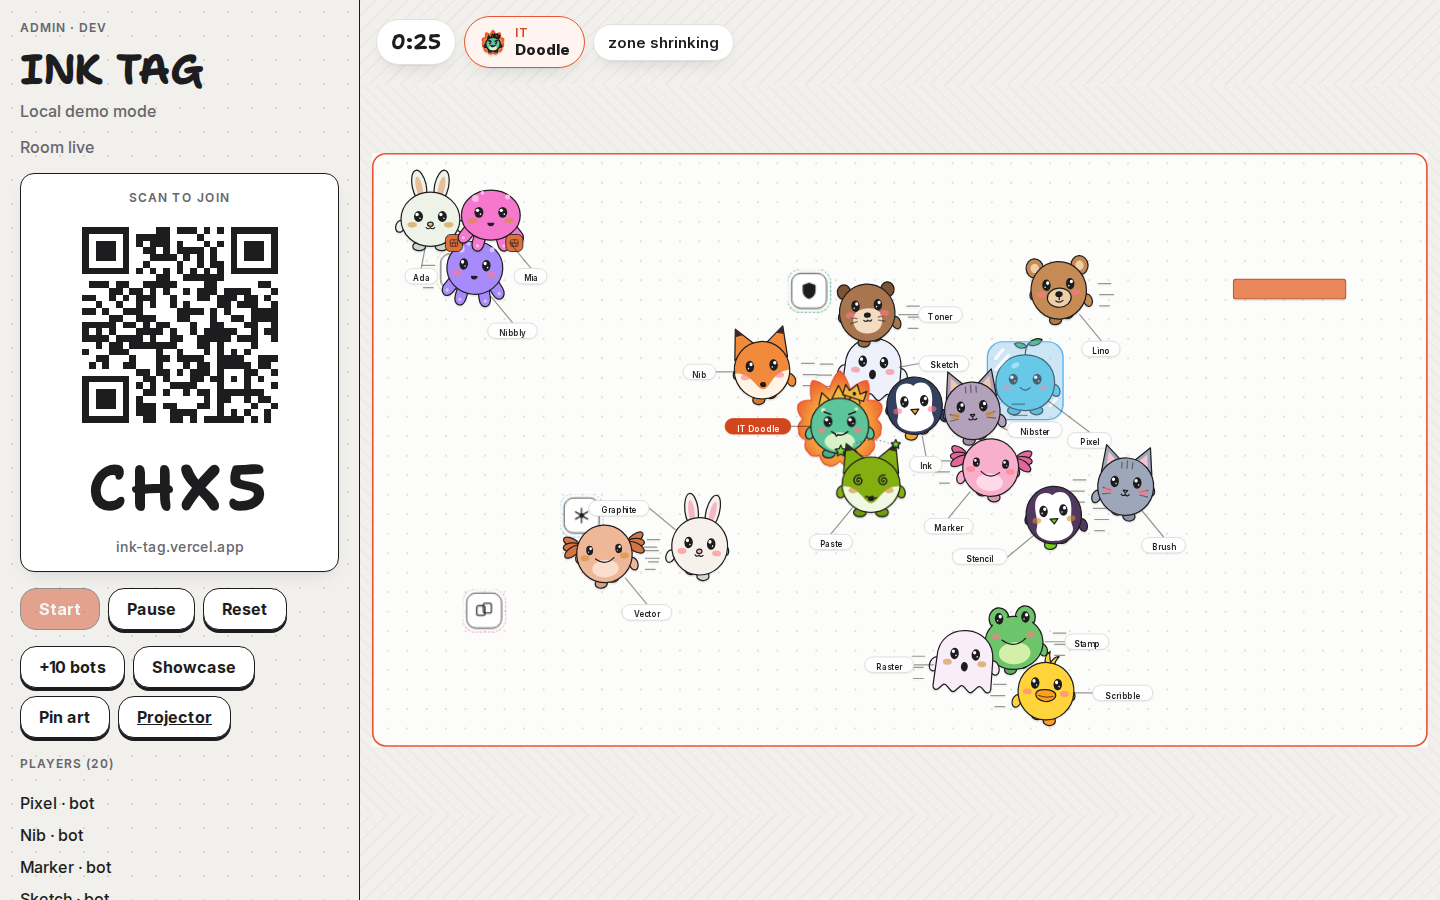 ADMIN · DEV
INK TAG
Local demo mode
Room live
SCAN TO JOIN
CHX5
ink-tag.vercel.app
Start
Pause
Reset
+10 bots
Showcase
Pin art
Projector
PLAYERS (20)
Pixel · bot
Nib · bot
Marker · bot
Sketch · bot
0:25
IT
Doodle
zone shrinking
Ada
Mia
Nibbly
Toner
Lino
Nib
Sketch
IT Doodle
Nibster
Pixel
Ink
Graphite
Marker
Paste
Stencil
Brush
Vector
Stamp
Raster
Scribble